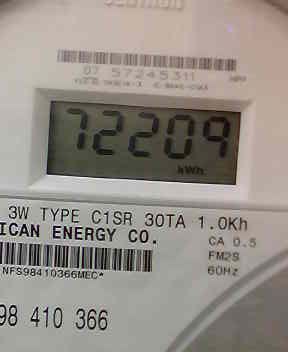 07 57245311
72209
kWh
3W TYPE C1SR 30TA 1.0Kh
ICAN ENERGY CO.
CA 0.5
FM2S
60Hz
NFS98410366MEC*
98 410 366